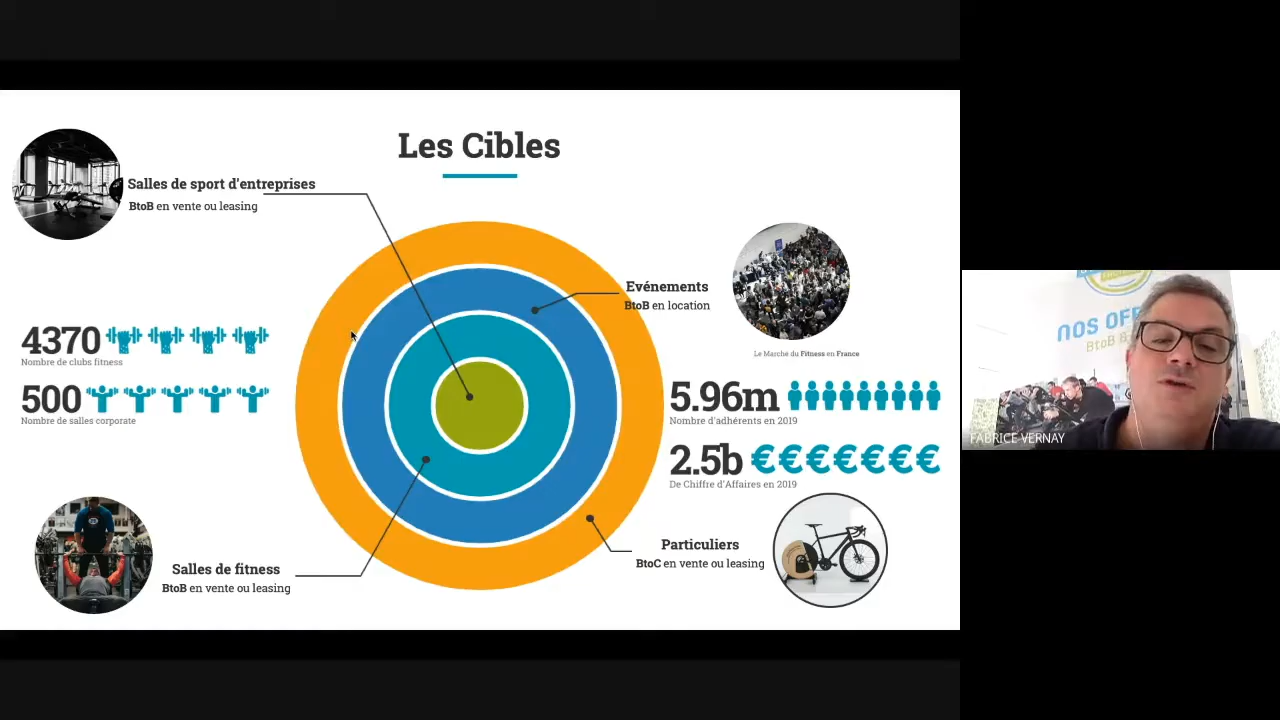 Les Cibles
Salles de sport d'entreprises
BtoB en vente ou leasing
Evénements
BtoB en location
4370
Nombre de clubs fitness
500
Nombre de salles corporate
Le Marché du Fitness en France
5.96m
Nombre d'adhérents en 2019
2.5b €€€€€€€
De Chiffre d'Affaires en 2019
Salles de fitness
BtoB en vente ou leasing
Particuliers
BtoC en vente ou leasing
NOS OFF
BtoB &
FABRICE VERNAY